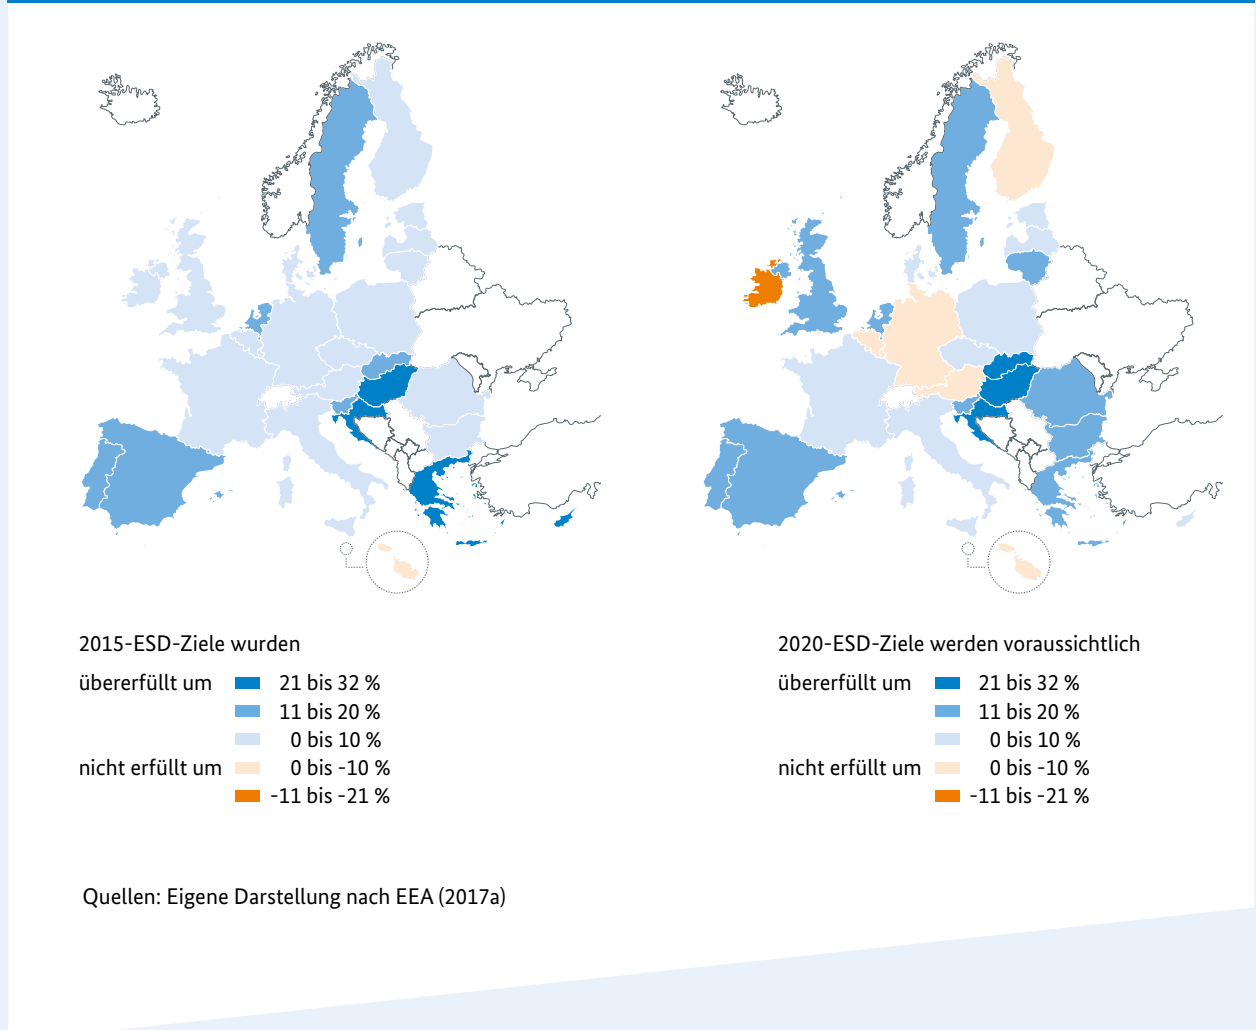 2015-ESD-Ziele wurden
übererfüllt um 21 bis 32 %
11 bis 20 %
0 bis 10 %
nicht erfüllt um 0 bis -10 %
-11 bis -21 %
2020-ESD-Ziele werden voraussichtlich
übererfüllt um 21 bis 32 %
11 bis 20 %
0 bis 10 %
nicht erfüllt um 0 bis -10 %
-11 bis -21 %
Quellen: Eigene Darstellung nach EEA (2017a)